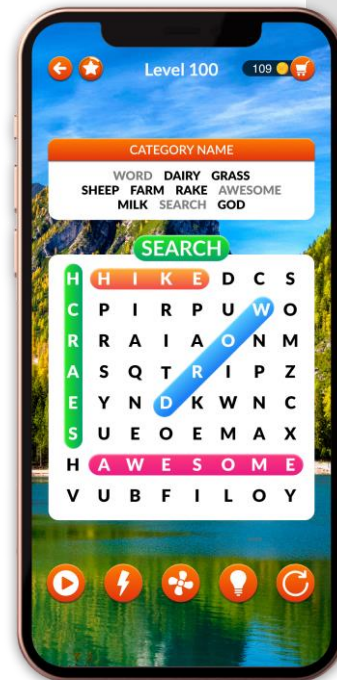 Level 100
109
CATEGORY NAME
WORD DAIRY GRASS
SHEEP FARM RAKE AWESOME
MILK SEARCH GOD
SEARCH
H H I K E D C S
C P I R P U W O
R R A I A O N M
A S Q T R I P Z
E Y N D K W N C
S U E O E M A X
H A W E S O M E
V U B F I L O Y